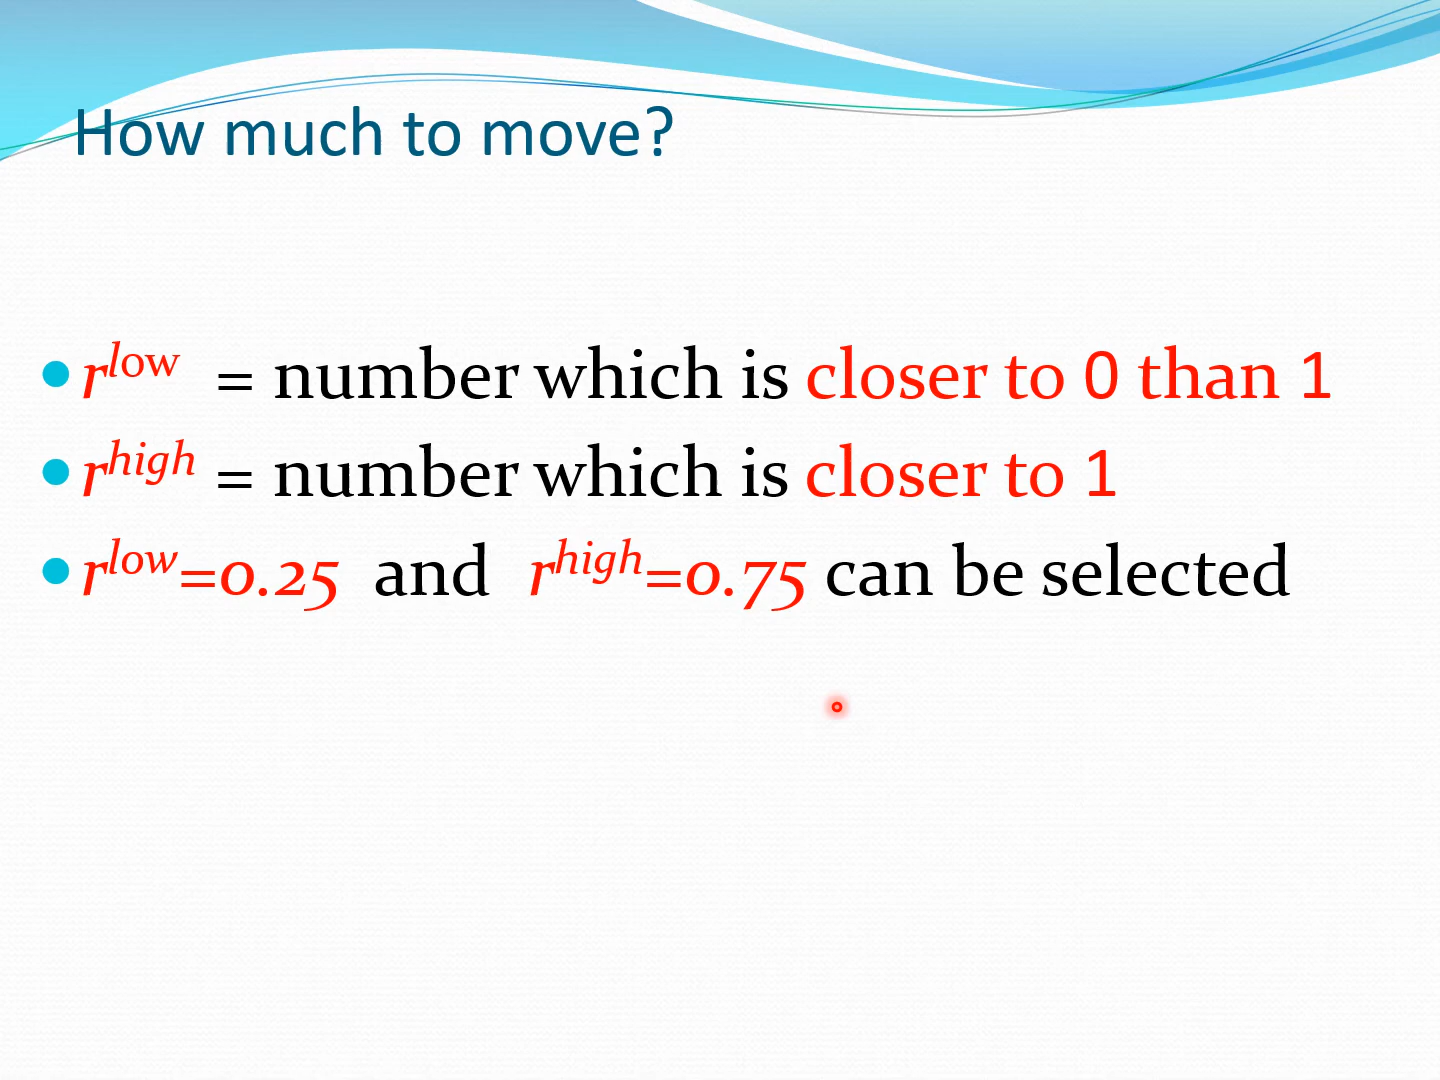 How much to move?
r^low = number which is closer to 0 than 1
r^high = number which is closer to 1
r^low=0.25 and r^high=0.75 can be selected